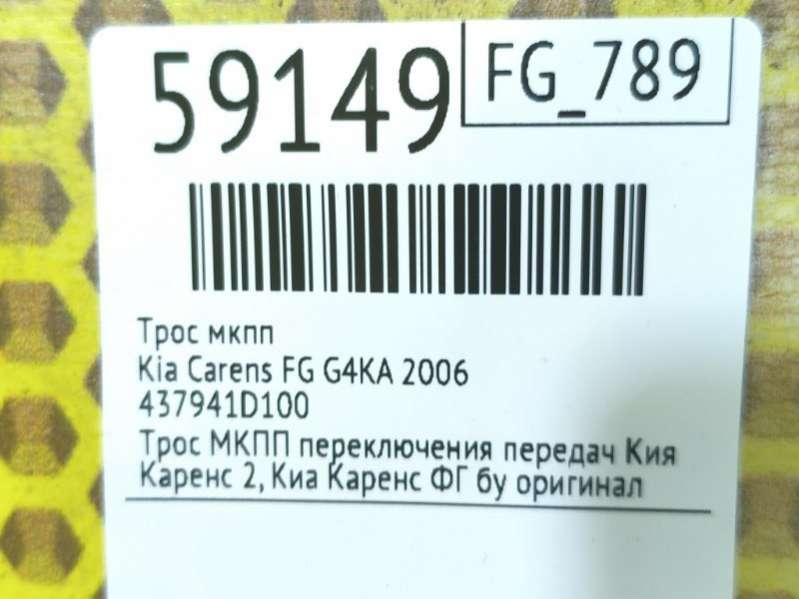 59149
FG_789
Трос мкпп
Kia Carens FG G4KA 2006
437941D100
Трос МКПП переключения передач Кия
Каренс 2, Киа Каренс ФГ бу оригинал